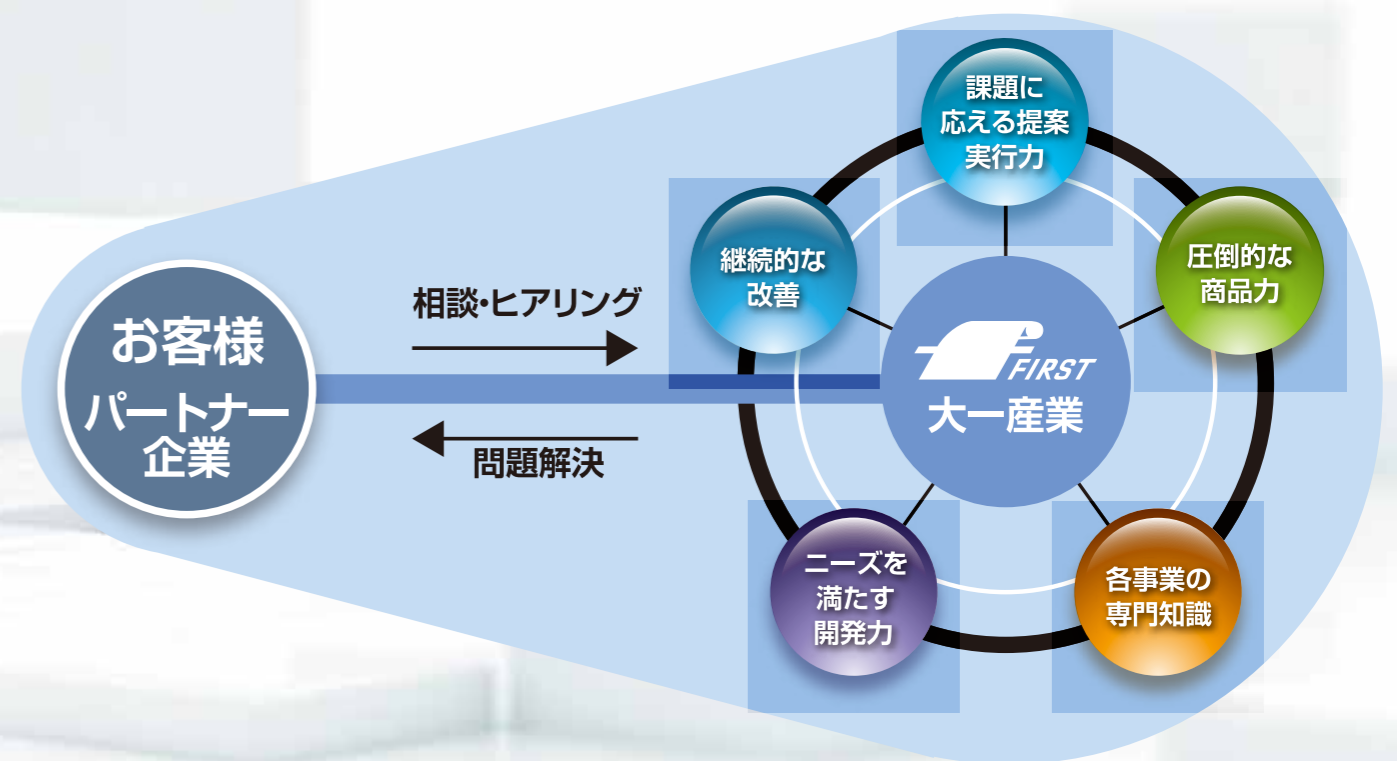 お客様
パートナー
企業
相談・ヒアリング
問題解決
課題に
応える提案
実行力
継続的な
改善
圧倒的な
商品力
FIRST
大一産業
ニーズを
満たす
開発力
各事業の
専門知識